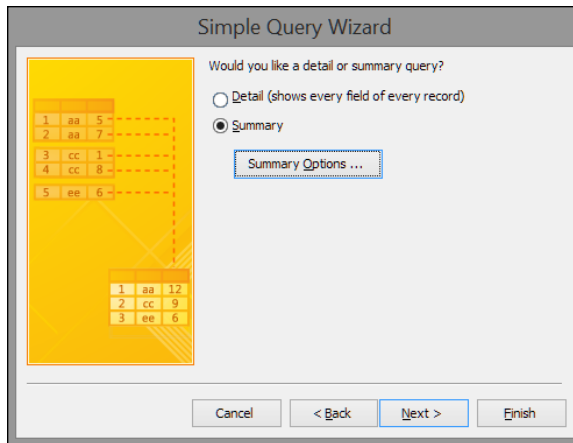 Simple Query Wizard
Would you like a detail or summary query?
Detail (shows every field of every record)
Summary
Summary Options ...
1 aa 5
2 aa 7
3 cc 1
4 cc 8
5 ee 6
1 aa 12
2 cc 9
3 ee 6
Cancel
< Back
Next >
Finish